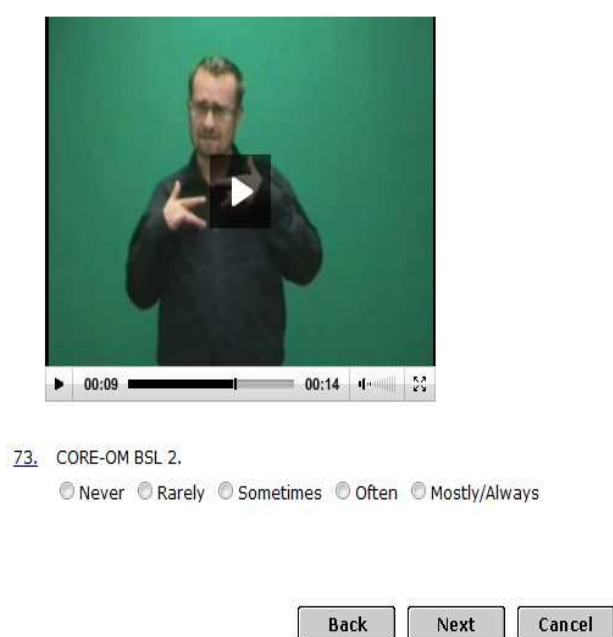 00:09 00:14
73. CORE-OM BSL 2.
Never Rarely Sometimes Often Mostly/Always
Back Next Cancel